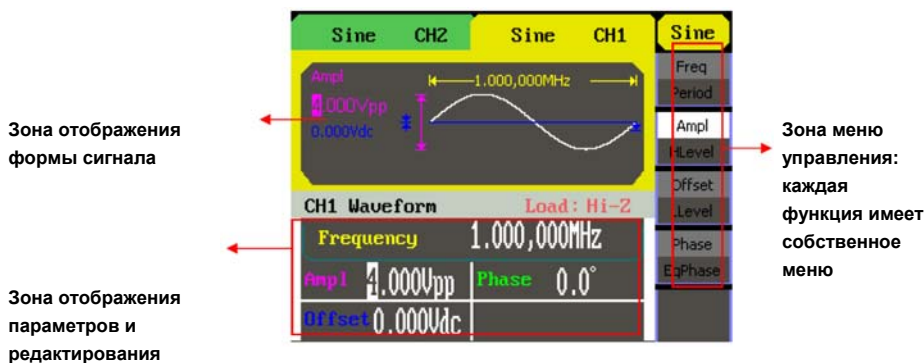 Зона отображения
формы сигнала
Sine CH2
Sine CH1
Sine
Ampl
4.000Vpp
0.000Vdc
1.000,000MHz
CH1 Waveform Load: Hi-Z
Frequency 1.000,000MHz
Ampl 4.000Vpp
Phase 0.0°
Offset 0.000Vdc
Freq
Period
Ampl
HLevel
Offset
LLevel
Phase
EqPhase
Зона меню
управления:
каждая
функция имеет
собственное
меню
Зона отображения
параметров и
редактирования